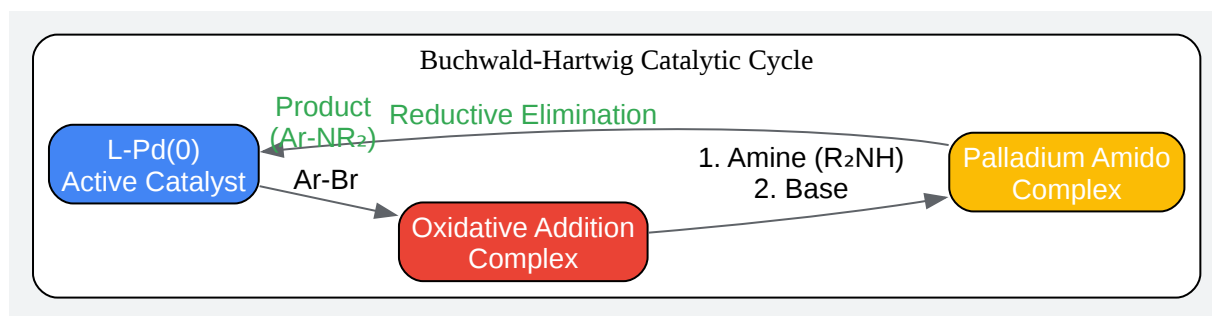 Buchwald-Hartwig Catalytic Cycle
Product
(Ar-NR₂)
Reductive Elimination
L-Pd(0)
Active Catalyst
Ar-Br
Oxidative Addition
Complex
1. Amine (R₂NH)
2. Base
Palladium Amido
Complex